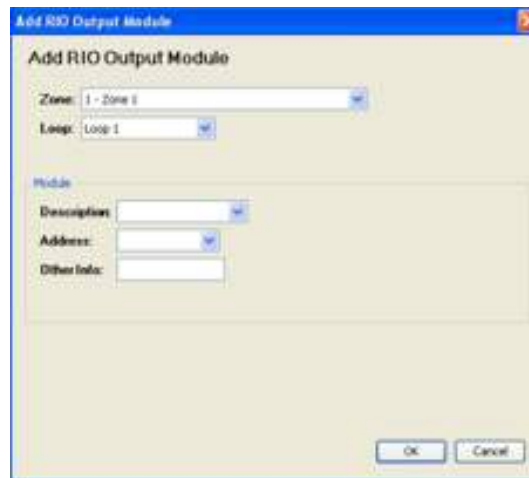 Add RIO Output Module
Add RIO Output Module
Zone: 1 - Zone 1
Loop: Loop 1
Module
Description:
Address:
Other Info:
OK Cancel